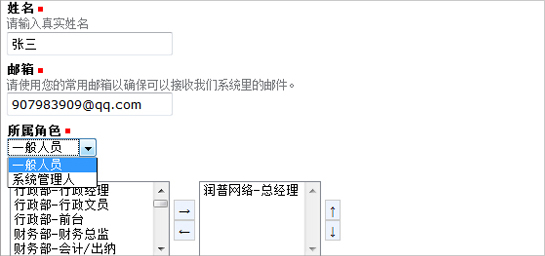 姓名
请输入真实姓名
张三
邮箱
请使用您的常用邮箱以确保可以接收我们系统里的邮件。
907983909@qq.com
所属角色
一般人员
一般人员
系统管理人
行政部-行政经理
行政部-行政文员
行政部-前台
财务部-财务总监
财务部-会计/出纳
→
←
润普网络-总经理
↑
↓